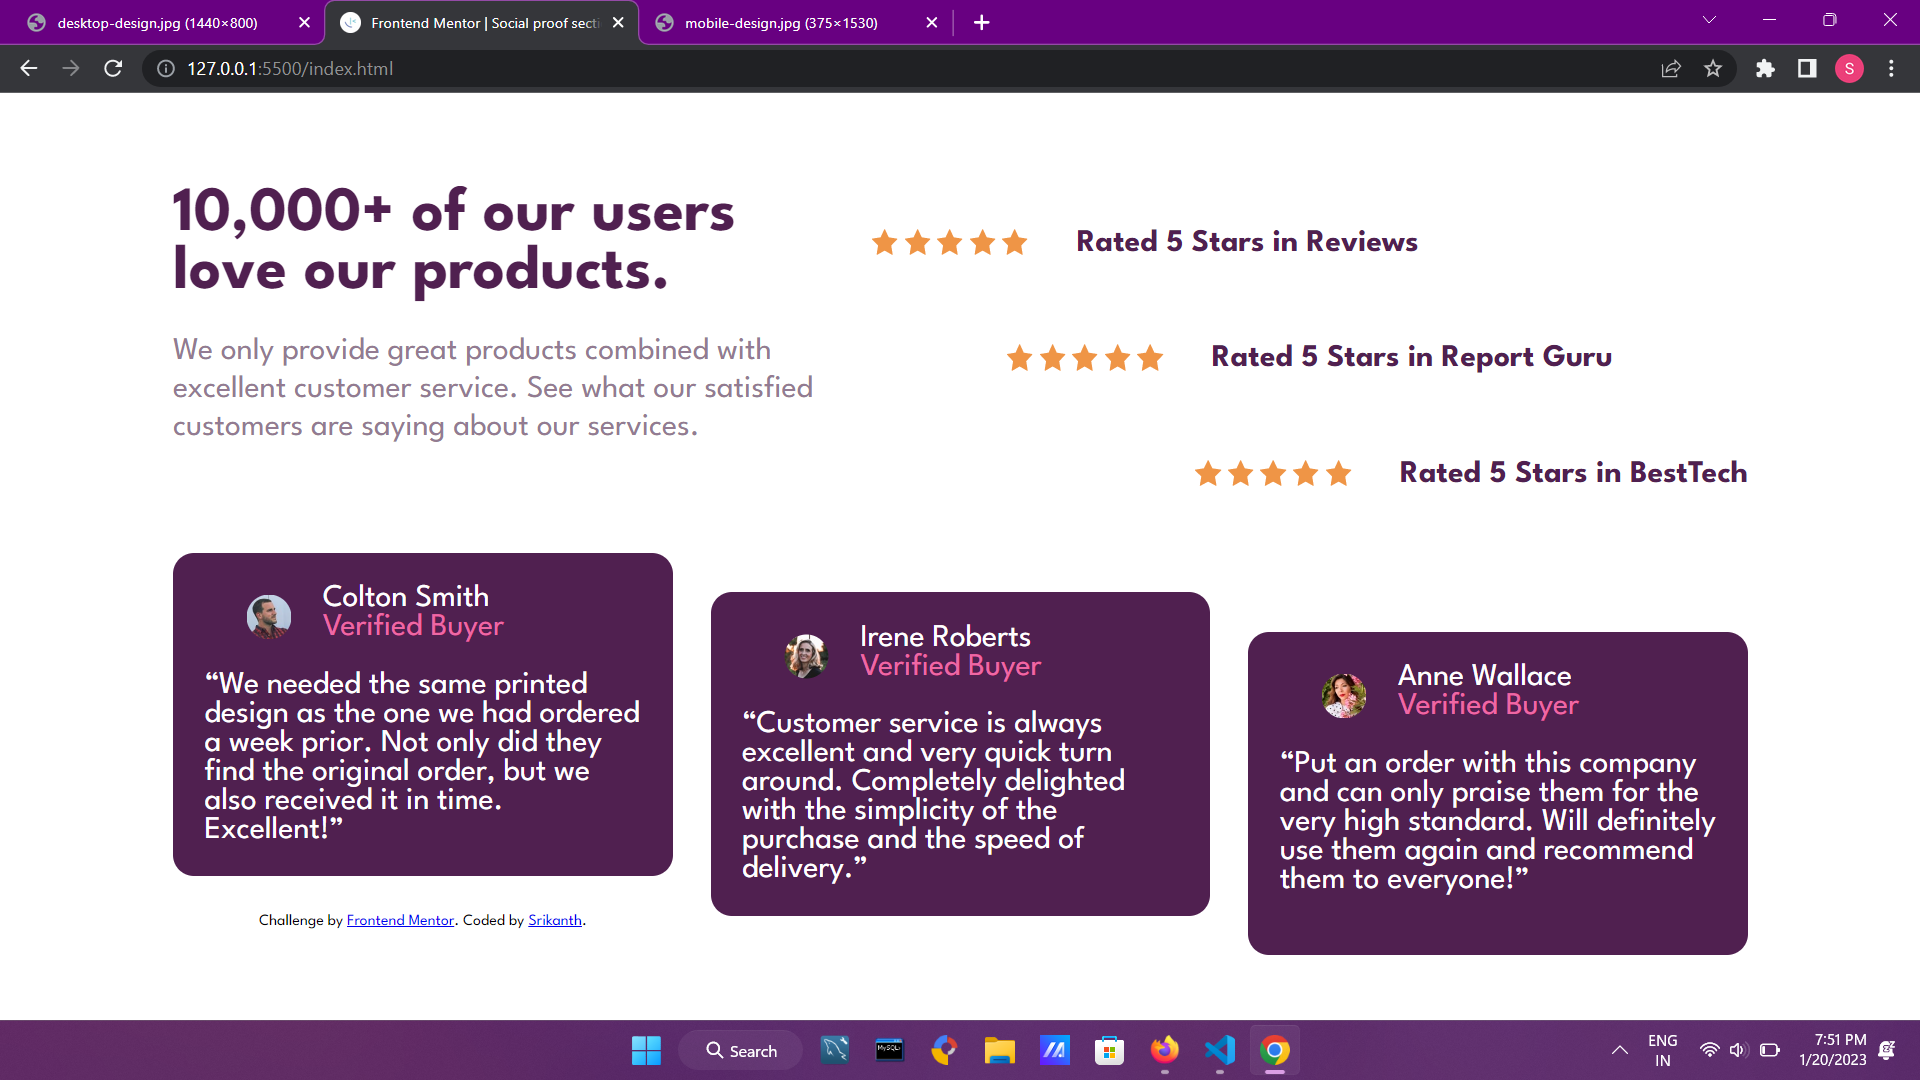 desktop-design.jpg (1440×800)
Frontend Mentor | Social proof secti
mobile-design.jpg (375×1530)
127.0.0.1:5500/index.html
S
10,000+ of our users
love our products.
We only provide great products combined with
excellent customer service. See what our satisfied
customers are saying about our services.
Rated 5 Stars in Reviews
Rated 5 Stars in Report Guru
Rated 5 Stars in BestTech
Colton Smith
Verified Buyer
“We needed the same printed
design as the one we had ordered
a week prior. Not only did they
find the original order, but we
also received it in time.
Excellent!”
Irene Roberts
Verified Buyer
“Customer service is always
excellent and very quick turn
around. Completely delighted
with the simplicity of the
purchase and the speed of
delivery.”
Anne Wallace
Verified Buyer
“Put an order with this company
and can only praise them for the
very high standard. Will definitely
use them again and recommend
them to everyone!”
Challenge by Frontend Mentor. Coded by Srikanth.
Search
MySQL
ENG
IN
7:51 PM
1/20/2023